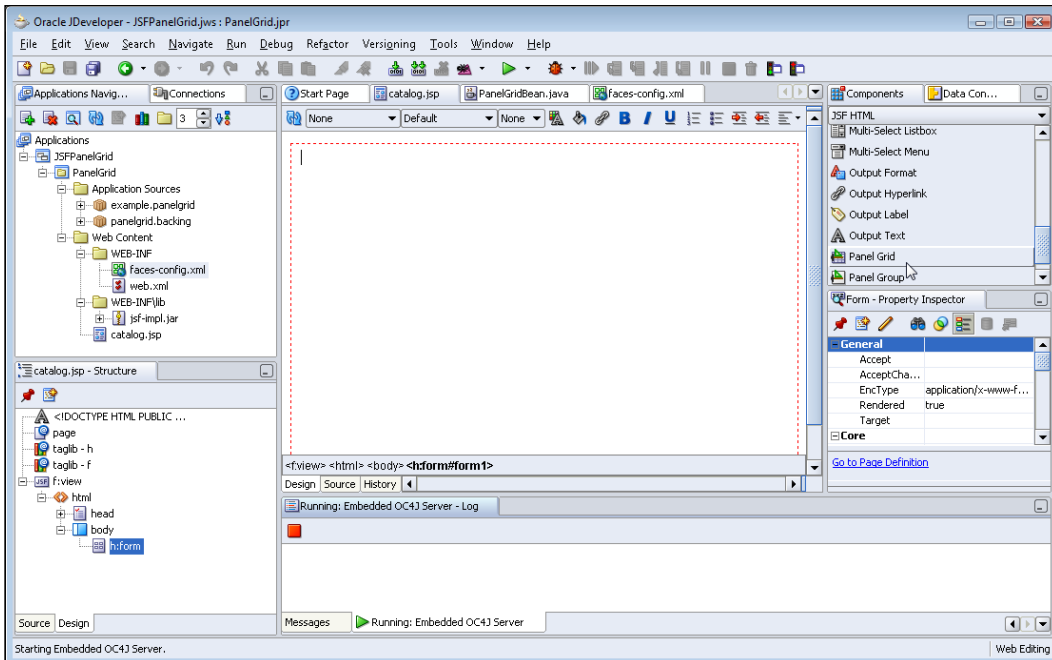 Oracle JDeveloper - JSFPanelGrid.jws : PanelGrid.jpr
File Edit View Search Navigate Run Debug Refactor Versioning Tools Window Help
Applications Navig... Connections
3
Applications
JSFPanelGrid
PanelGrid
Application Sources
example.panelgrid
panelgrid.backing
Web Content
WEB-INF
faces-config.xml
web.xml
WEB-INF\lib
jsf-impl.jar
catalog.jsp
catalog.jsp - Structure
<!DOCTYPE HTML PUBLIC ...
page
taglib - h
taglib - f
JSF f:view
html
head
body
h:form
Source Design
Start Page catalog.jsp PanelGridBean.java faces-config.xml
None Default None B I U
<f:view> <html> <body> <h:form#form1>
Design Source History
Running: Embedded OC4J Server - Log
Messages Running: Embedded OC4J Server
Components Data Con...
JSF HTML
Multi-Select Listbox
Multi-Select Menu
Output Format
Output Hyperlink
Output Label
Output Text
Panel Grid
Panel Group
Form - Property Inspector
General
Accept
AcceptCha...
EncType application/x-www-f...
Rendered true
Target
Core
Go to Page Definition
Starting Embedded OC4J Server. Web Editing